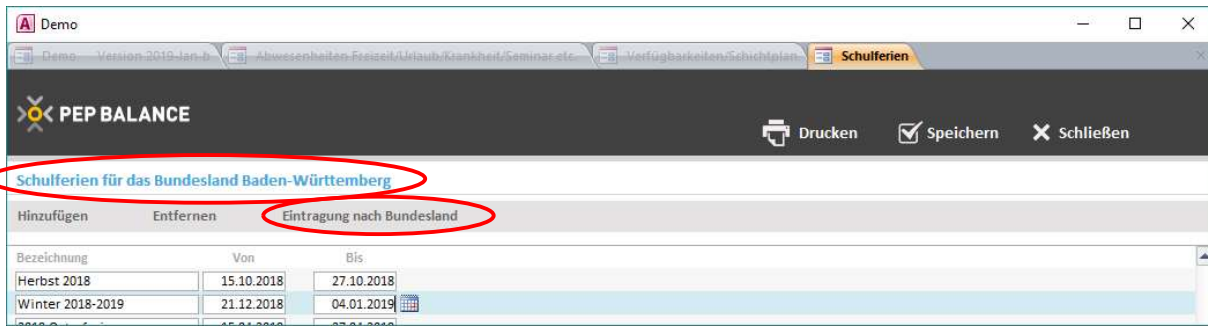 Demo
Demo Version 2019-Jan-b Abwesenheiten Freizeit/Urlaub/Krankheit/Seminar etc. Verfügbarkeiten/Schichtplan Schulferien
PEP BALANCE
Drucken Speichern Schließen
Schulferien für das Bundesland Baden-Württemberg
Hinzufügen Entfernen Eintragung nach Bundesland
Bezeichnung Von Bis
Herbst 2018 15.10.2018 27.10.2018
Winter 2018-2019 21.12.2018 04.01.2019